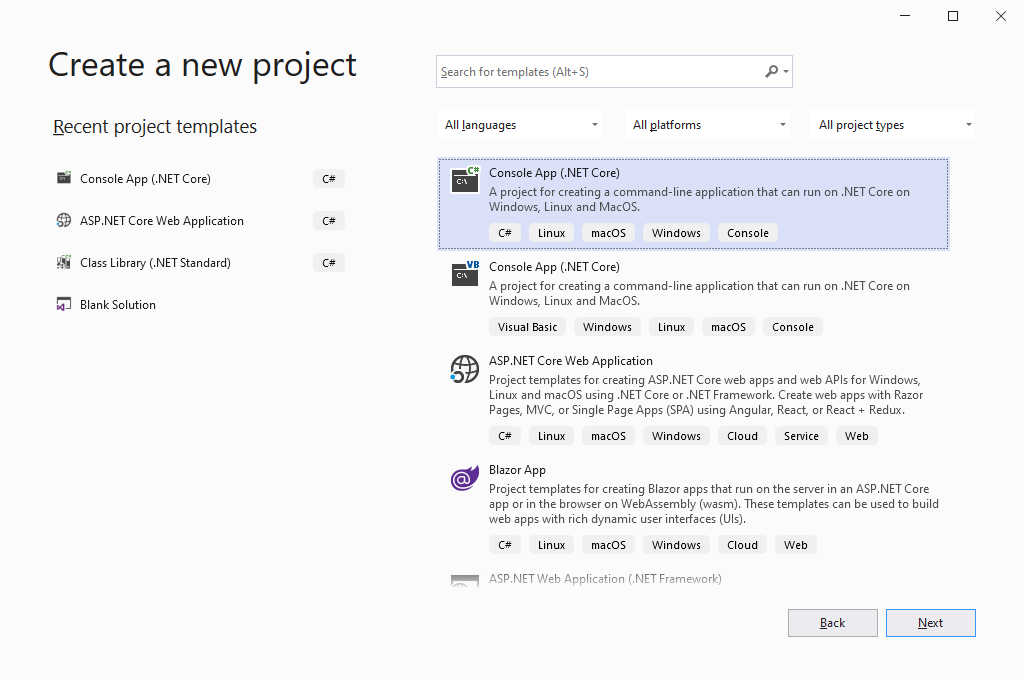 Create a new project
Search for templates (Alt+S)
Recent project templates
All languages
All platforms
All project types
Console App (.NET Core)
C#
ASP.NET Core Web Application
C#
Class Library (.NET Standard)
C#
Blank Solution
C#
C:\
Console App (.NET Core)
A project for creating a command-line application that can run on .NET Core on
Windows, Linux and MacOS.
C# Linux macOS Windows Console
VB
C:\
Console App (.NET Core)
A project for creating a command-line application that can run on .NET Core on
Windows, Linux and MacOS.
Visual Basic Windows Linux macOS Console
ASP.NET Core Web Application
Project templates for creating ASP.NET Core web apps and web APIs for Windows,
Linux and macOS using .NET Core or .NET Framework. Create web apps with Razor
Pages, MVC, or Single Page Apps (SPA) using Angular, React, or React + Redux.
C# Linux macOS Windows Cloud Service Web
@
Blazor App
Project templates for creating Blazor apps that run on the server in an ASP.NET Core
app or in the browser on WebAssembly (wasm). These templates can be used to build
web apps with rich dynamic user interfaces (UIs).
C# Linux macOS Windows Cloud Web
ASP.NET Web Application (.NET Framework)
Back
Next